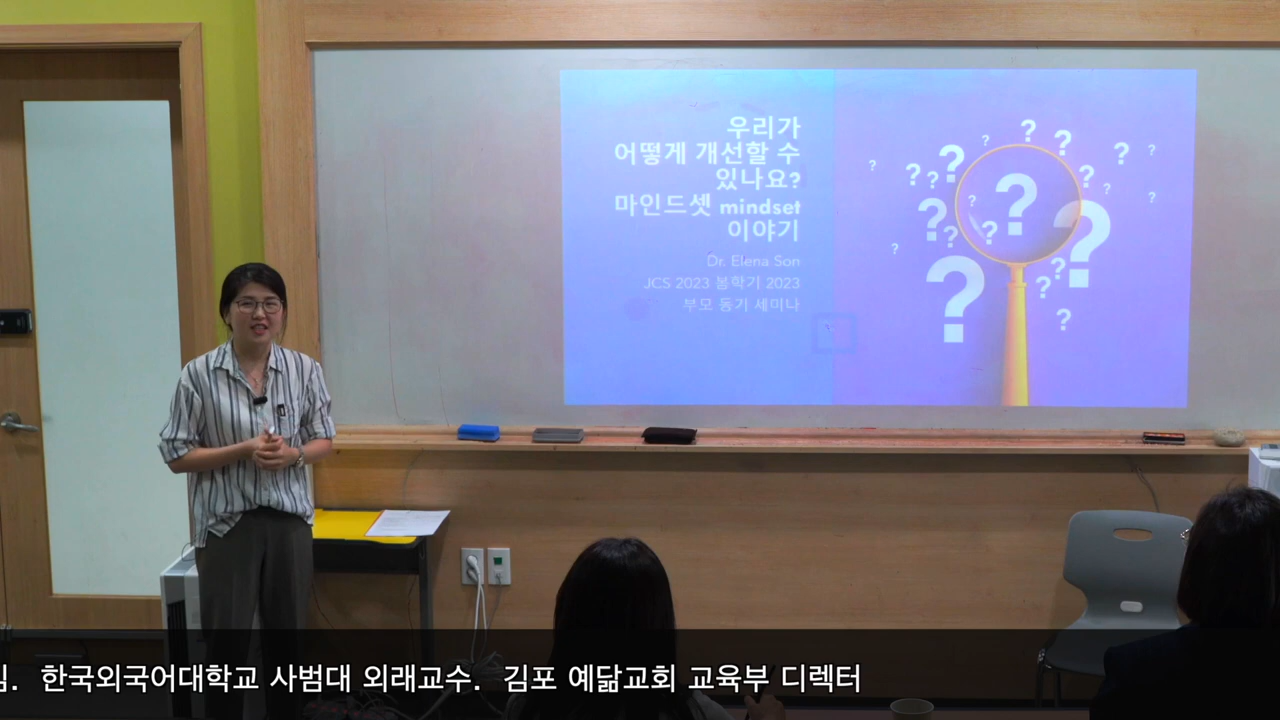 우리가
어떻게 개선할 수
있나요?
마인드셋 mindset
이야기
Dr. Elena Son
JCS 2023 봄학기 2023
부모 동기 세미나
한국외국어대학교 사범대 외래교수. 김포 예닮교회 교육부 디렉터